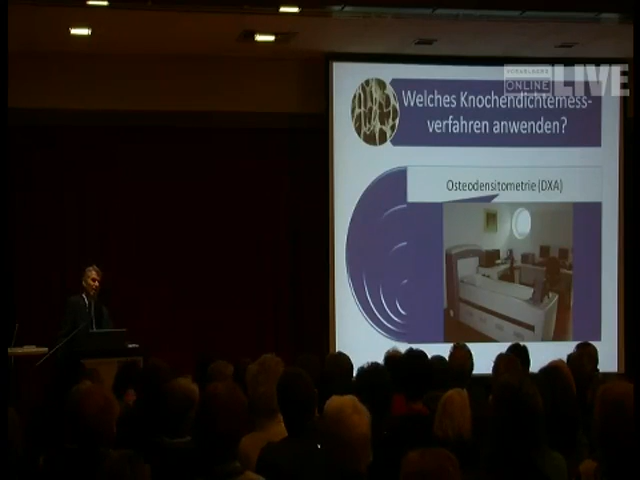 VORARLBERG
ONLINE LIVE
Welches Knochendichtemess-
verfahren anwenden?
Osteodensitometrie (DXA)